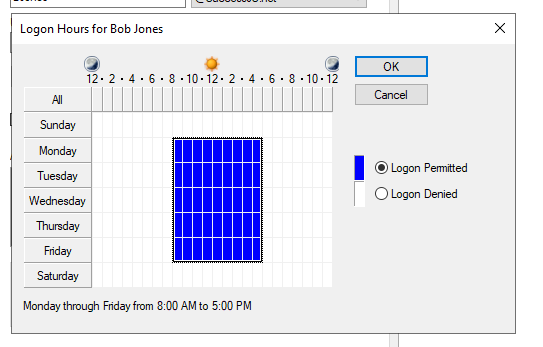 Logon Hours for Bob Jones
12 • 2 • 4 • 6 • 8 • 10 • 12 • 2 • 4 • 6 • 8 • 10 • 12
OK
Cancel
All
Sunday
Monday
Tuesday
Wednesday
Thursday
Friday
Saturday
Logon Permitted
Logon Denied
Monday through Friday from 8:00 AM to 5:00 PM